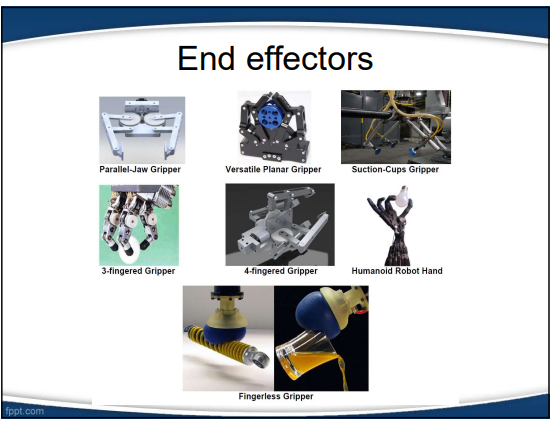 End effectors
Parallel-Jaw Gripper
Versatile Planar Gripper
Suction-Cups Gripper
3-fingered Gripper
4-fingered Gripper
Humanoid Robot Hand
Fingerless Gripper
fppt.com